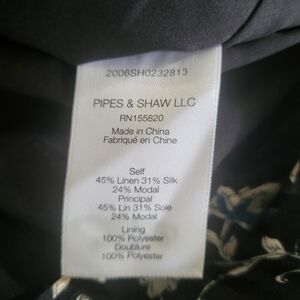 2006SH0232813
PIPES & SHAW LLC
RN155820
Made in China
Fabriqué en Chine
Self
45% Linen 31% Silk
24% Modal
Principal
45% Lin 31% Soie
24% Modal
Lining
100% Polyester
Doublure
100% Polyester